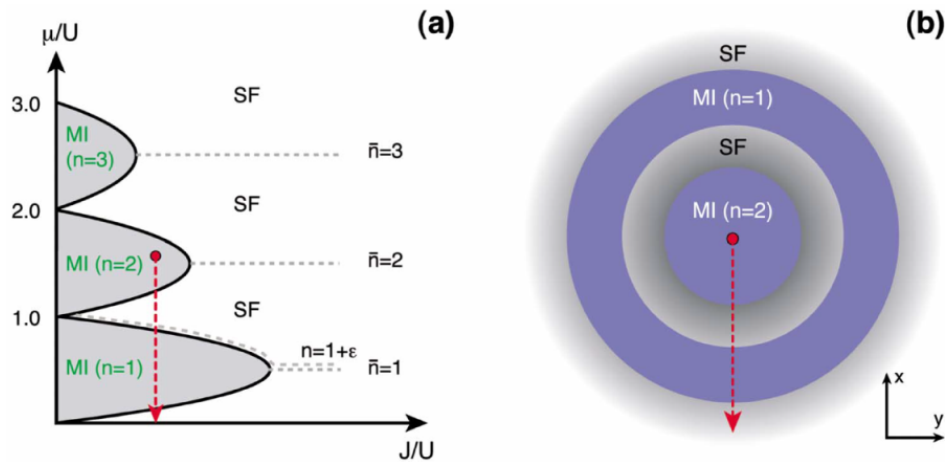 (a)
μ/U
3.0
SF
MI
(n=3)
n̄=3
2.0
SF
MI (n=2)
n̄=2
1.0
SF
n=1+ε
MI (n=1)
n̄=1
J/U
(b)
SF
MI (n=1)
SF
MI (n=2)
x
y